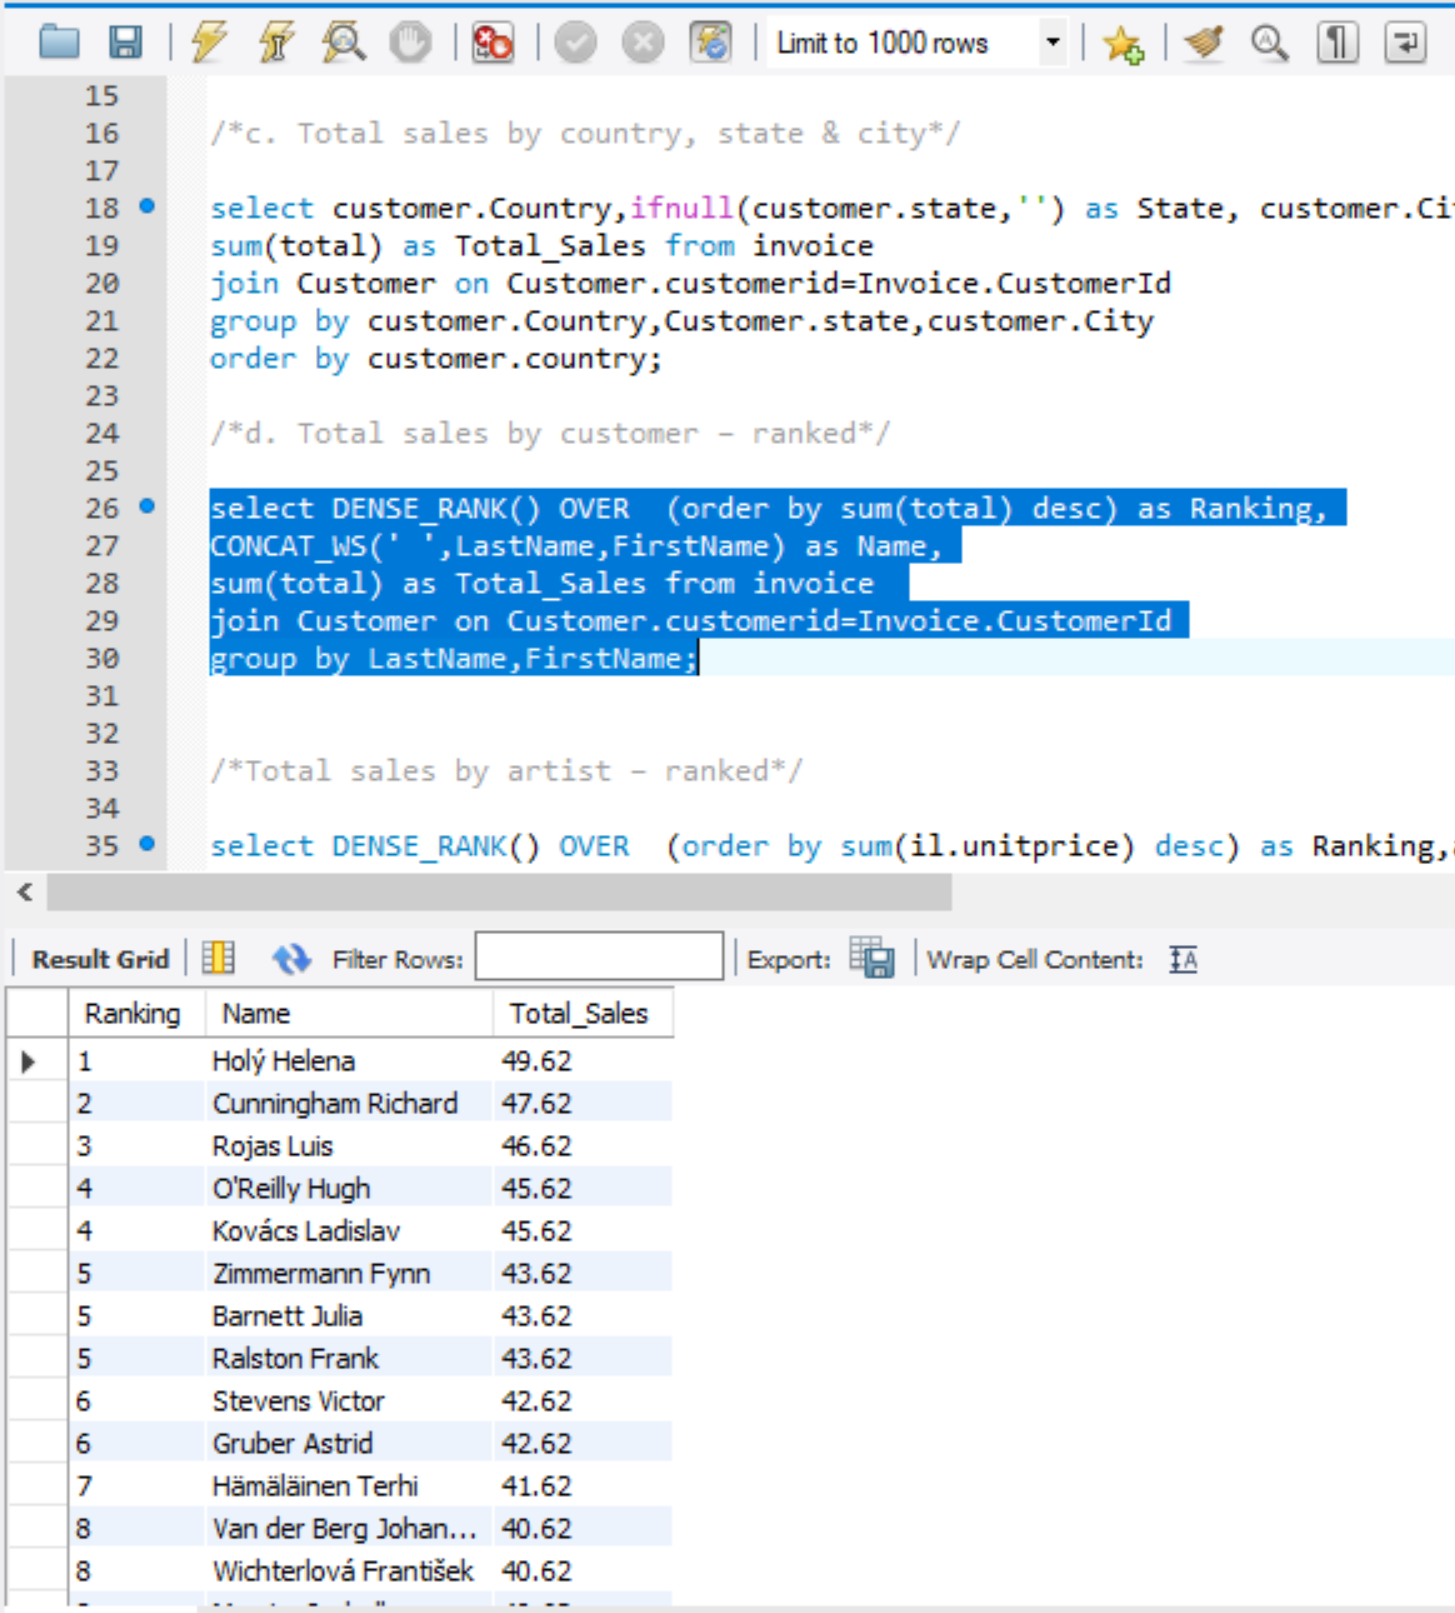 Limit to 1000 rows
15
16 /*c. Total sales by country, state & city*/
17
18 select customer.Country,ifnull(customer.state,'') as State, customer.Ci
19 sum(total) as Total_Sales from invoice
20 join Customer on Customer.customerid=Invoice.CustomerId
21 group by customer.Country,Customer.state,customer.City
22 order by customer.country;
23
24 /*d. Total sales by customer – ranked*/
25
26 select DENSE_RANK() OVER  (order by sum(total) desc) as Ranking,
27 CONCAT_WS(' ',LastName,FirstName) as Name,
28 sum(total) as Total_Sales from invoice
29 join Customer on Customer.customerid=Invoice.CustomerId
30 group by LastName,FirstName;
31
32
33 /*Total sales by artist – ranked*/
34
35 select DENSE_RANK() OVER  (order by sum(il.unitprice) desc) as Ranking,
Result Grid Filter Rows: Export: Wrap Cell Content:
Ranking Name Total_Sales
1 Holý Helena 49.62
2 Cunningham Richard 47.62
3 Rojas Luis 46.62
4 O'Reilly Hugh 45.62
4 Kovács Ladislav 45.62
5 Zimmermann Fynn 43.62
5 Barnett Julia 43.62
5 Ralston Frank 43.62
6 Stevens Victor 42.62
6 Gruber Astrid 42.62
7 Hämäläinen Terhi 41.62
8 Van der Berg Johan... 40.62
8 Wichterlová František 40.62